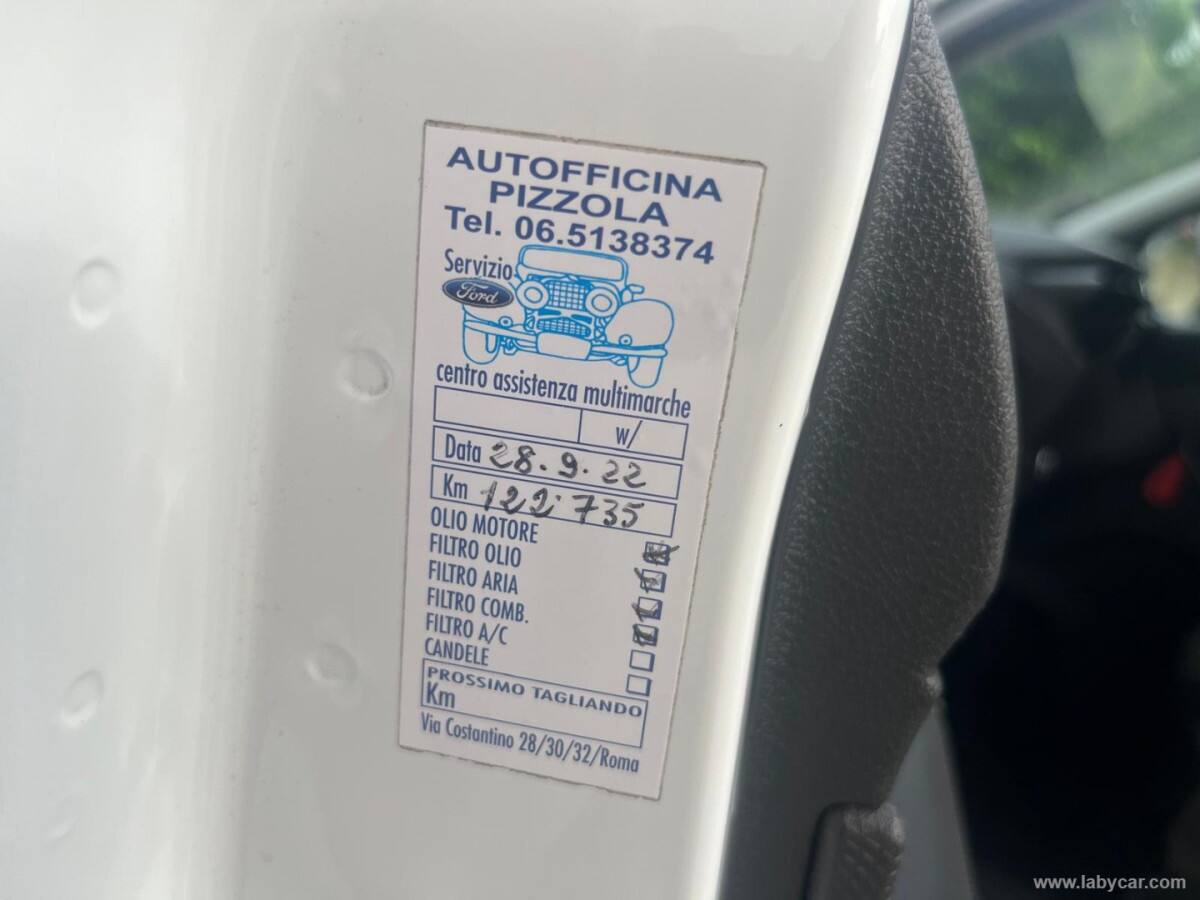 AUTOFFICINA
PIZZOLA
Tel. 06.5138374
Servizio
Ford
centro assistenza multimarche
w/
Data 28.9.22
Km 122.735
OLIO MOTORE
FILTRO OLIO
FILTRO ARIA
FILTRO COMB.
FILTRO A/C
CANDELE
PROSSIMO TAGLIANDO
Km
Via Costantino 28/30/32/Roma
www.labycar.com